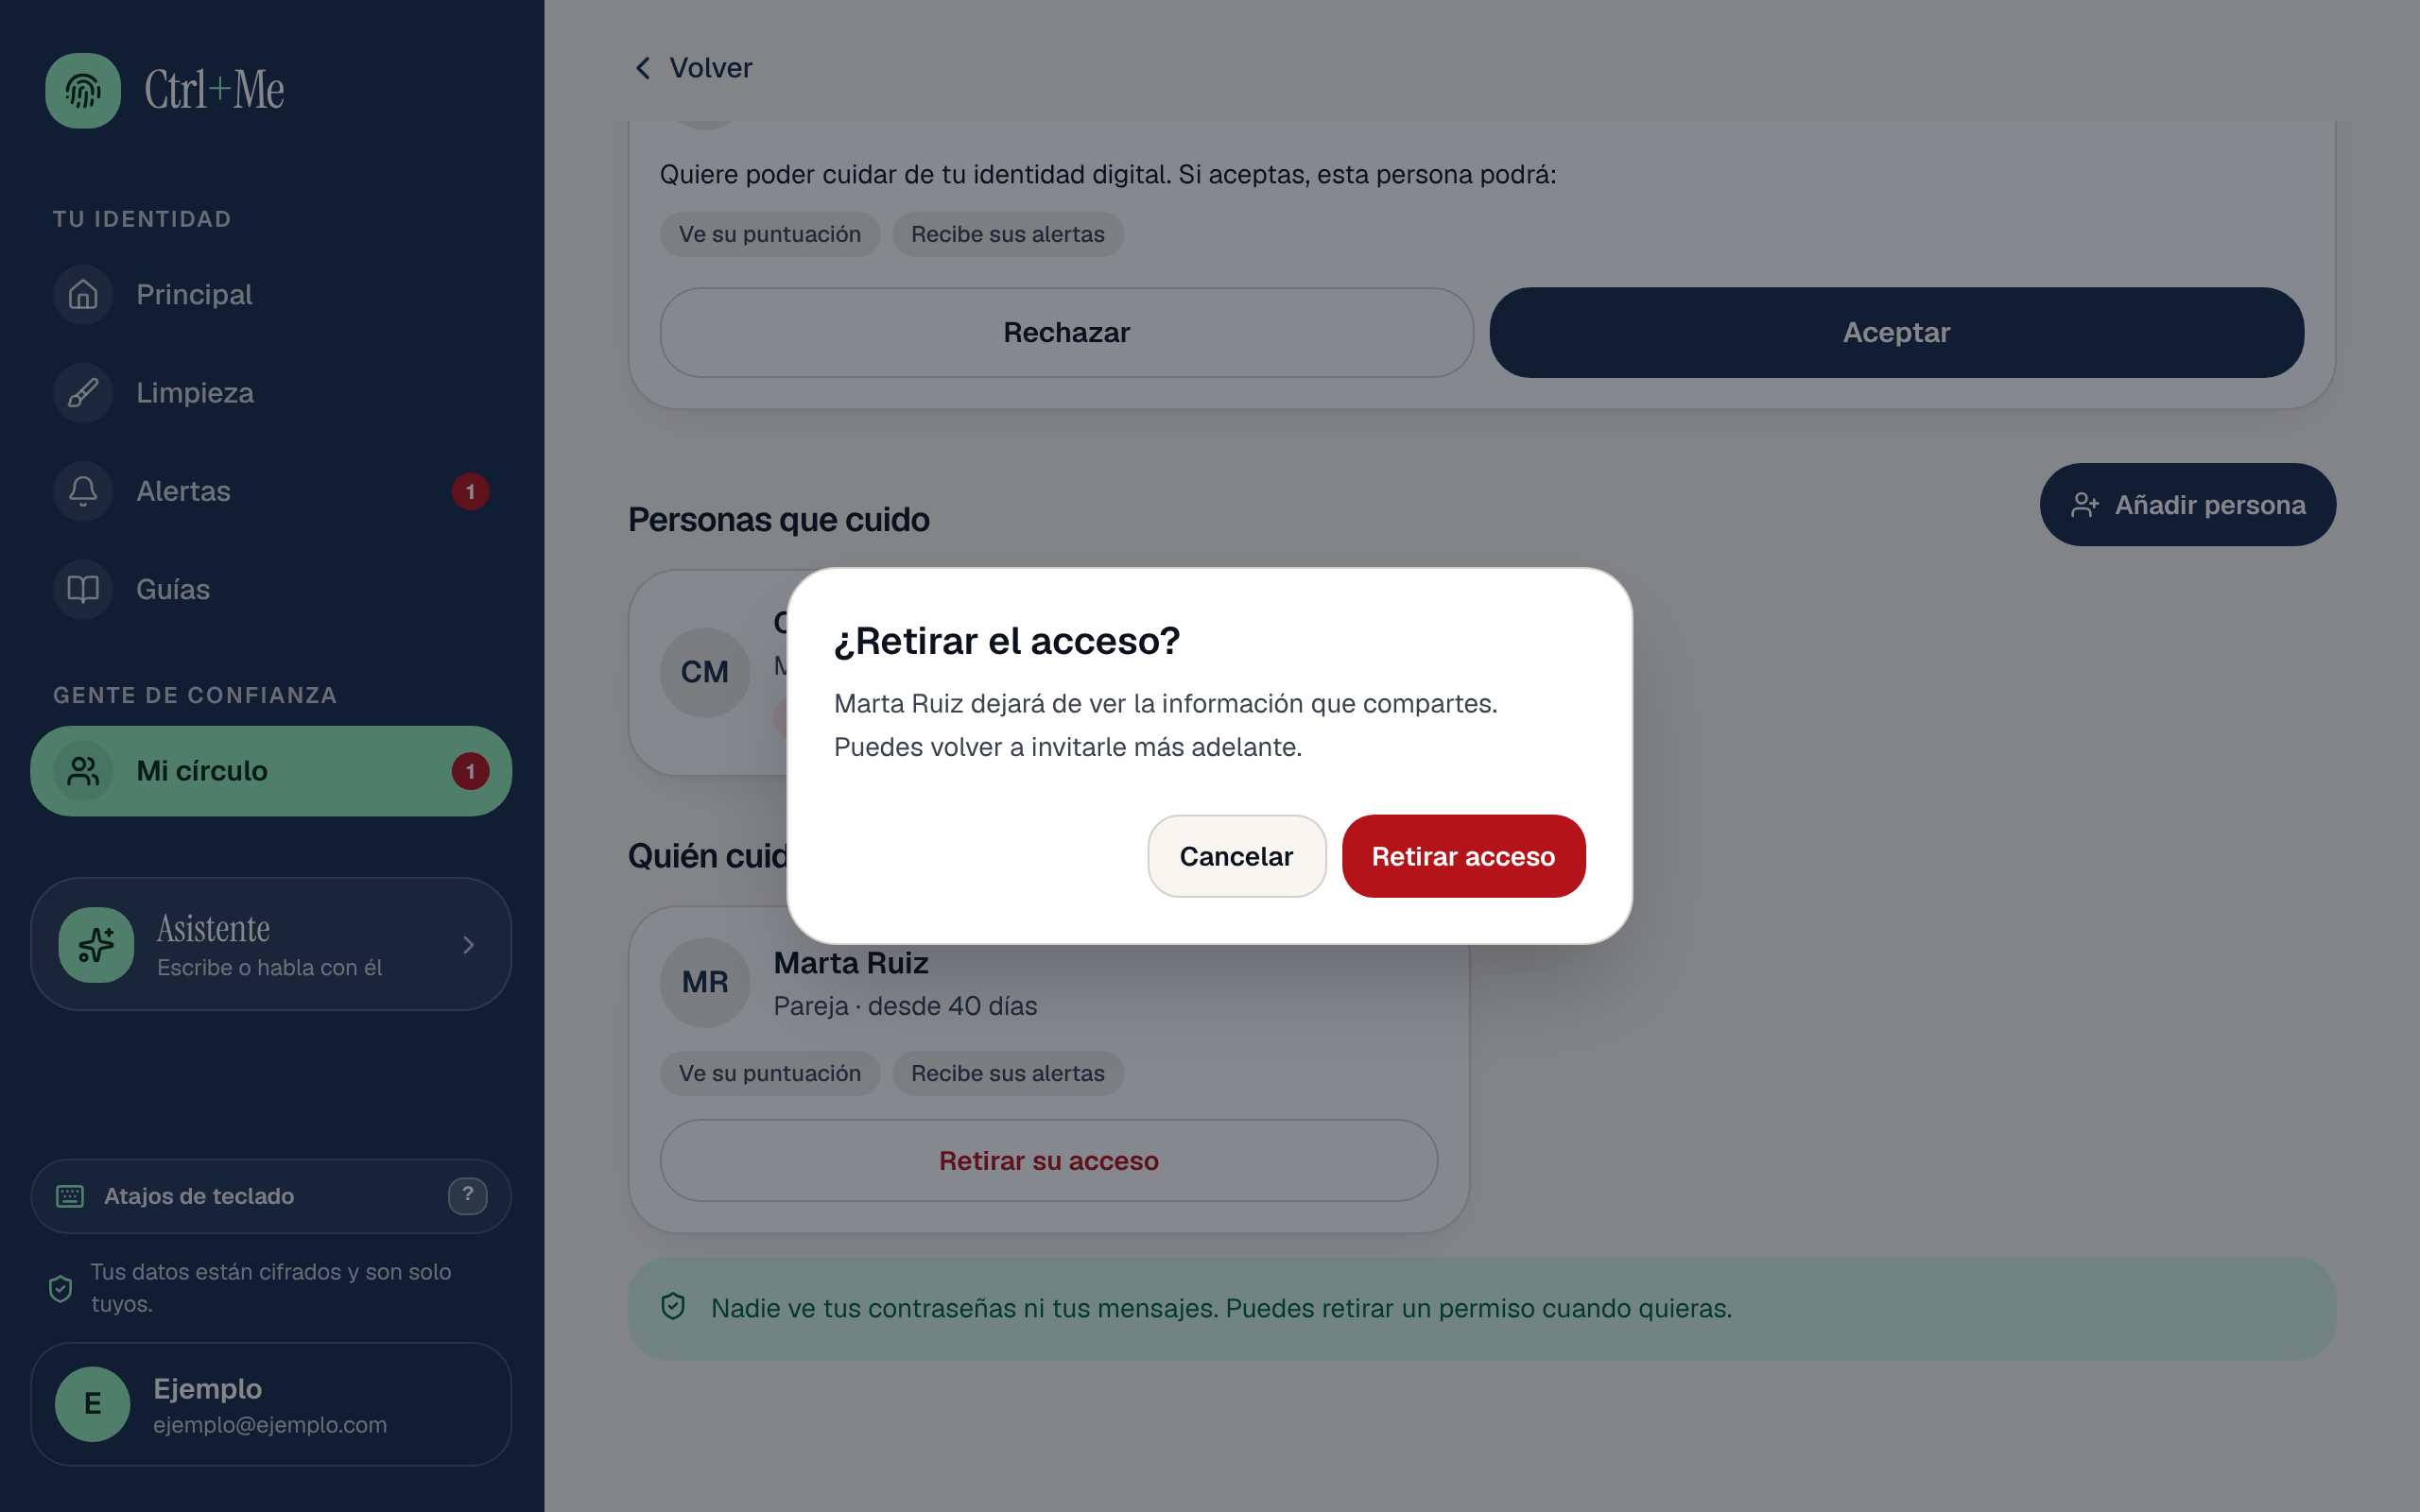 Ctrl+Me
TU IDENTIDAD
Principal
Limpieza
Alertas
1
Guías
GENTE DE CONFIANZA
Mi círculo
1
Asistente
Escribe o habla con él
Atajos de teclado
?
Tus datos están cifrados y son solo
tuyos.
E
Ejemplo
ejemplo@ejemplo.com
Volver
Quiere poder cuidar de tu identidad digital. Si aceptas, esta persona podrá:
Ve su puntuación
Recibe sus alertas
Rechazar
Aceptar
Personas que cuido
Añadir persona
CM
¿Retirar el acceso?
Marta Ruiz dejará de ver la información que compartes.
Puedes volver a invitarle más adelante.
Cancelar
Retirar acceso
Quién
MR
Marta Ruiz
Pareja · desde 40 días
Ve su puntuación
Recibe sus alertas
Retirar su acceso
Nadie ve tus contraseñas ni tus mensajes. Puedes retirar un permiso cuando quieras.